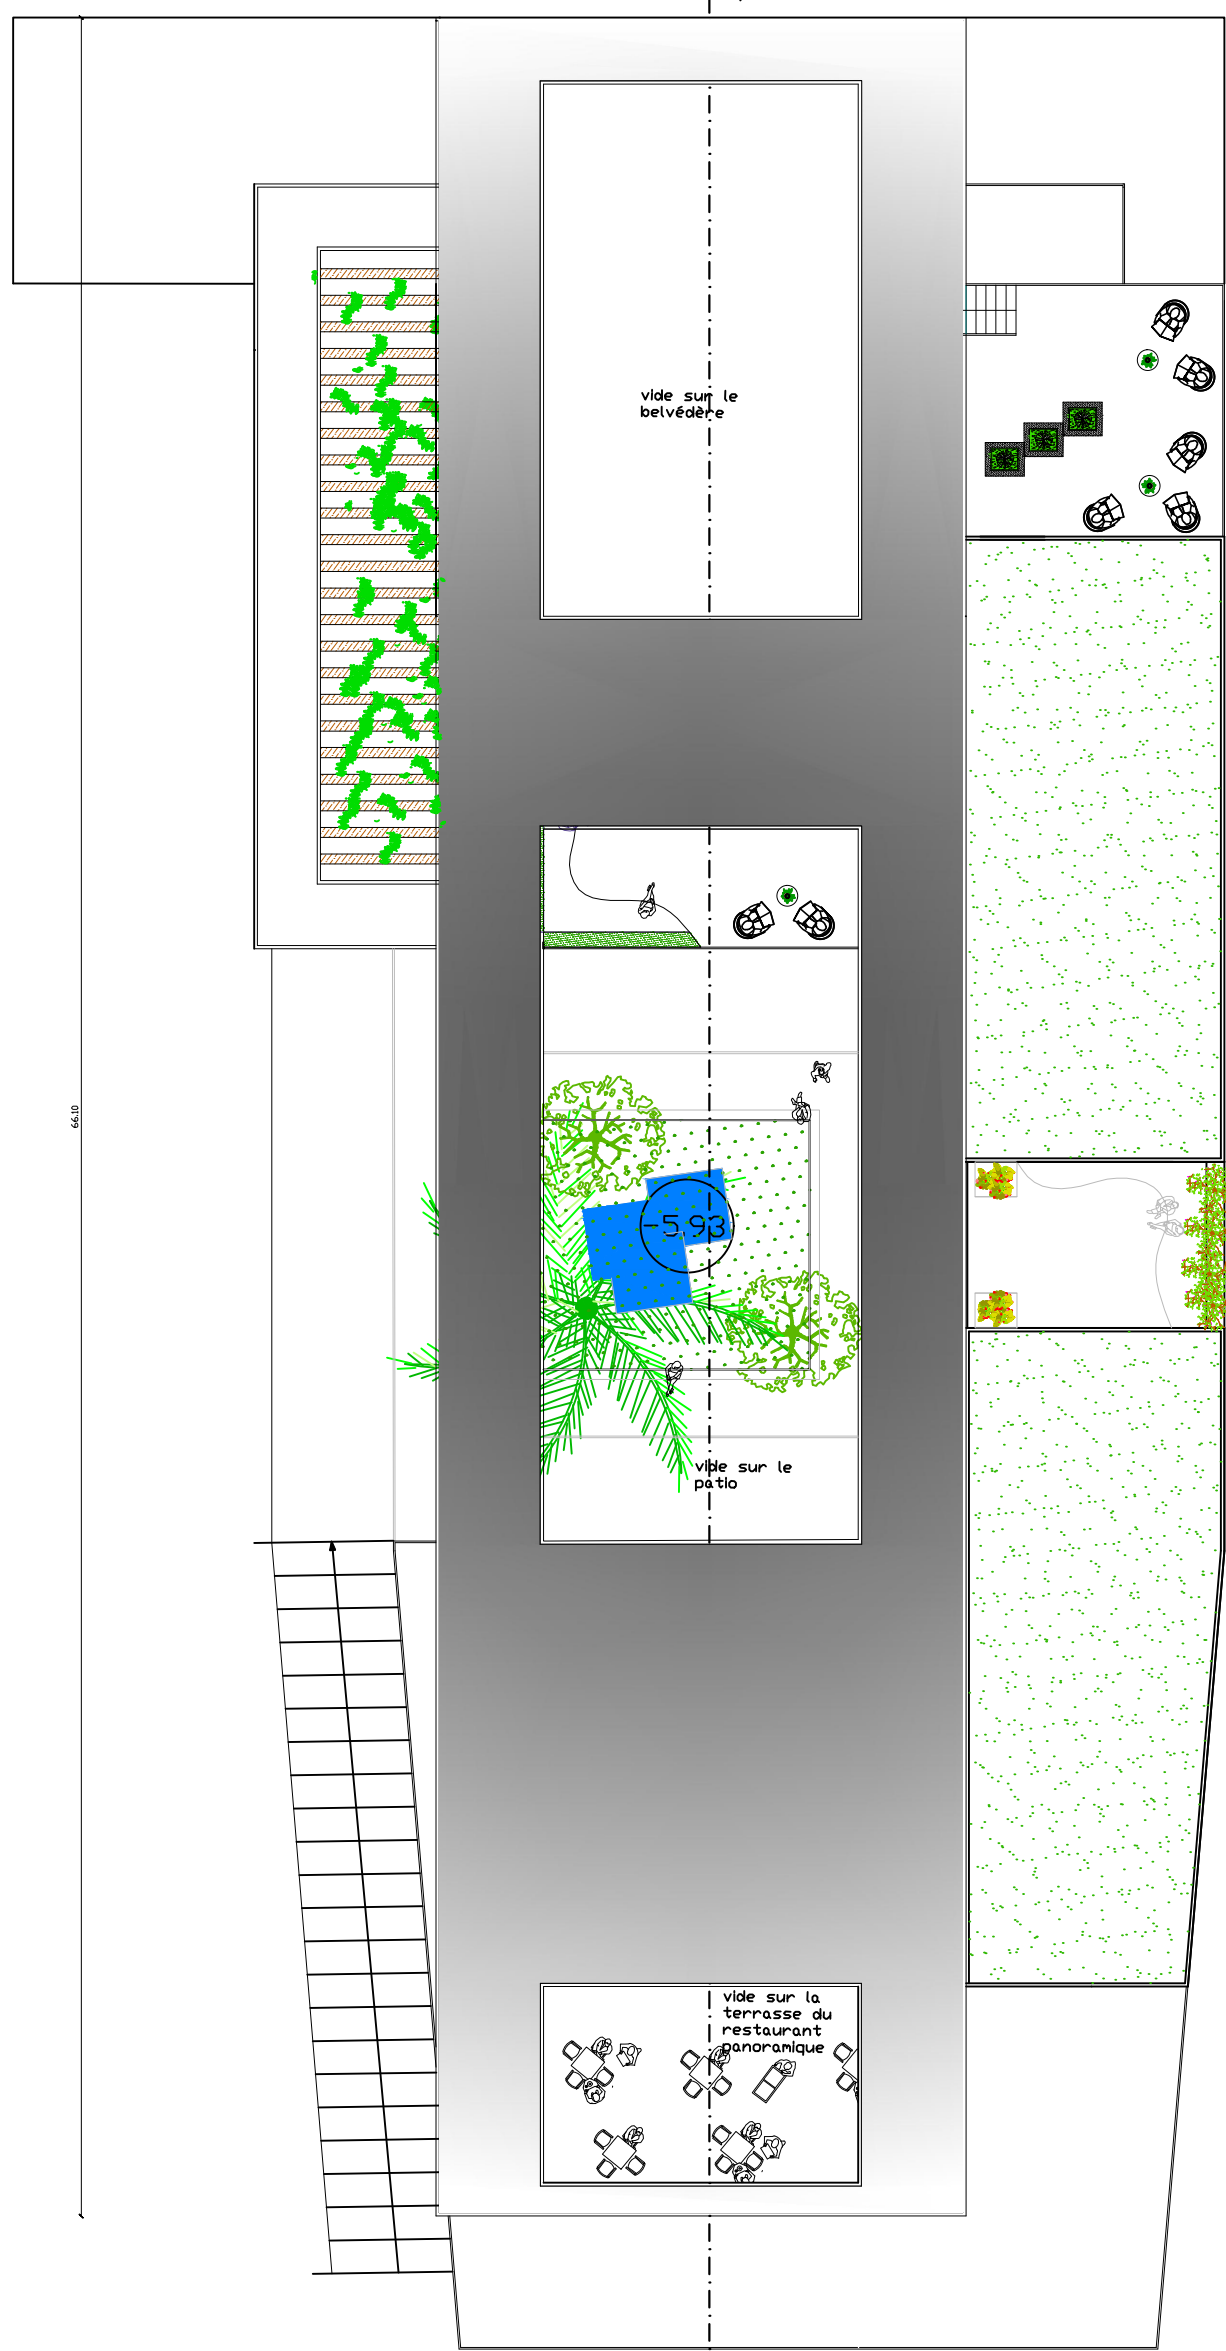 vide sur le
belvédère
66.10
-5.93
vide sur le
patio
vide sur la
terrasse du
restaurant
panoramique